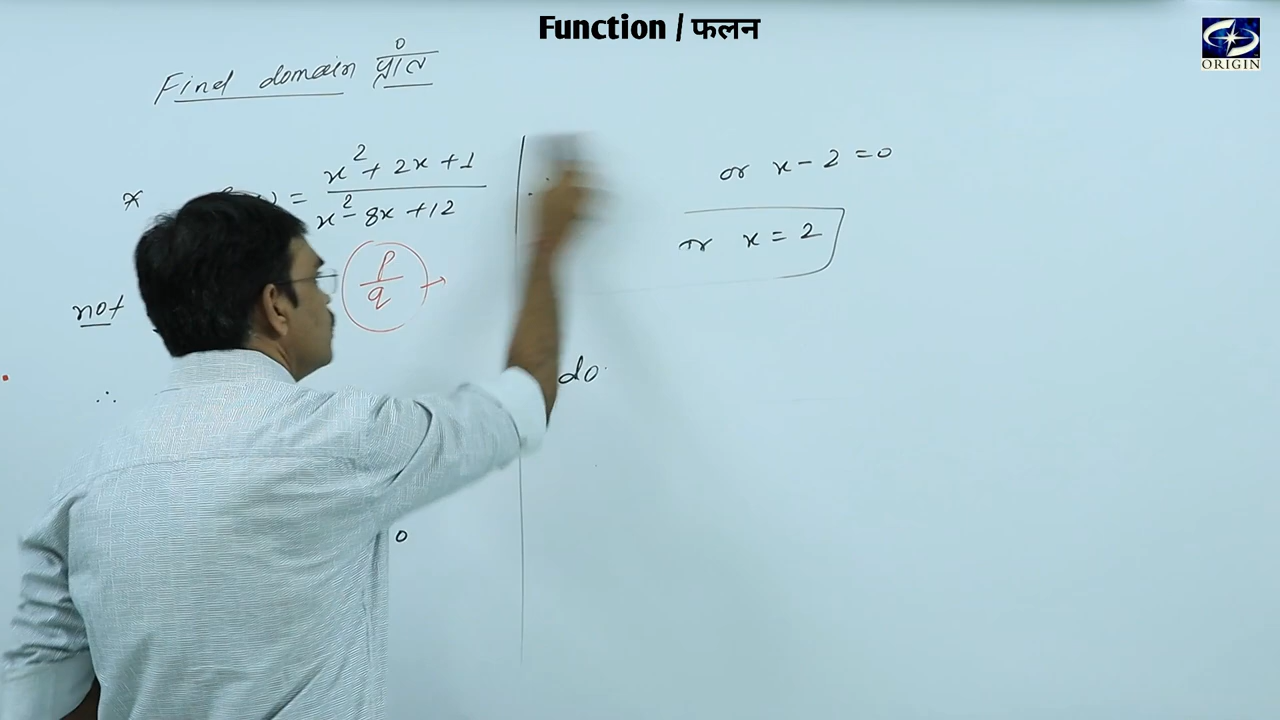 Function / फलन
ORIGIN
Find domain प्रांत
* = x² + 2x + 1 / x² - 8x + 12
or x - 2 = 0
or x = 2
p/q →
not
∴
do
0